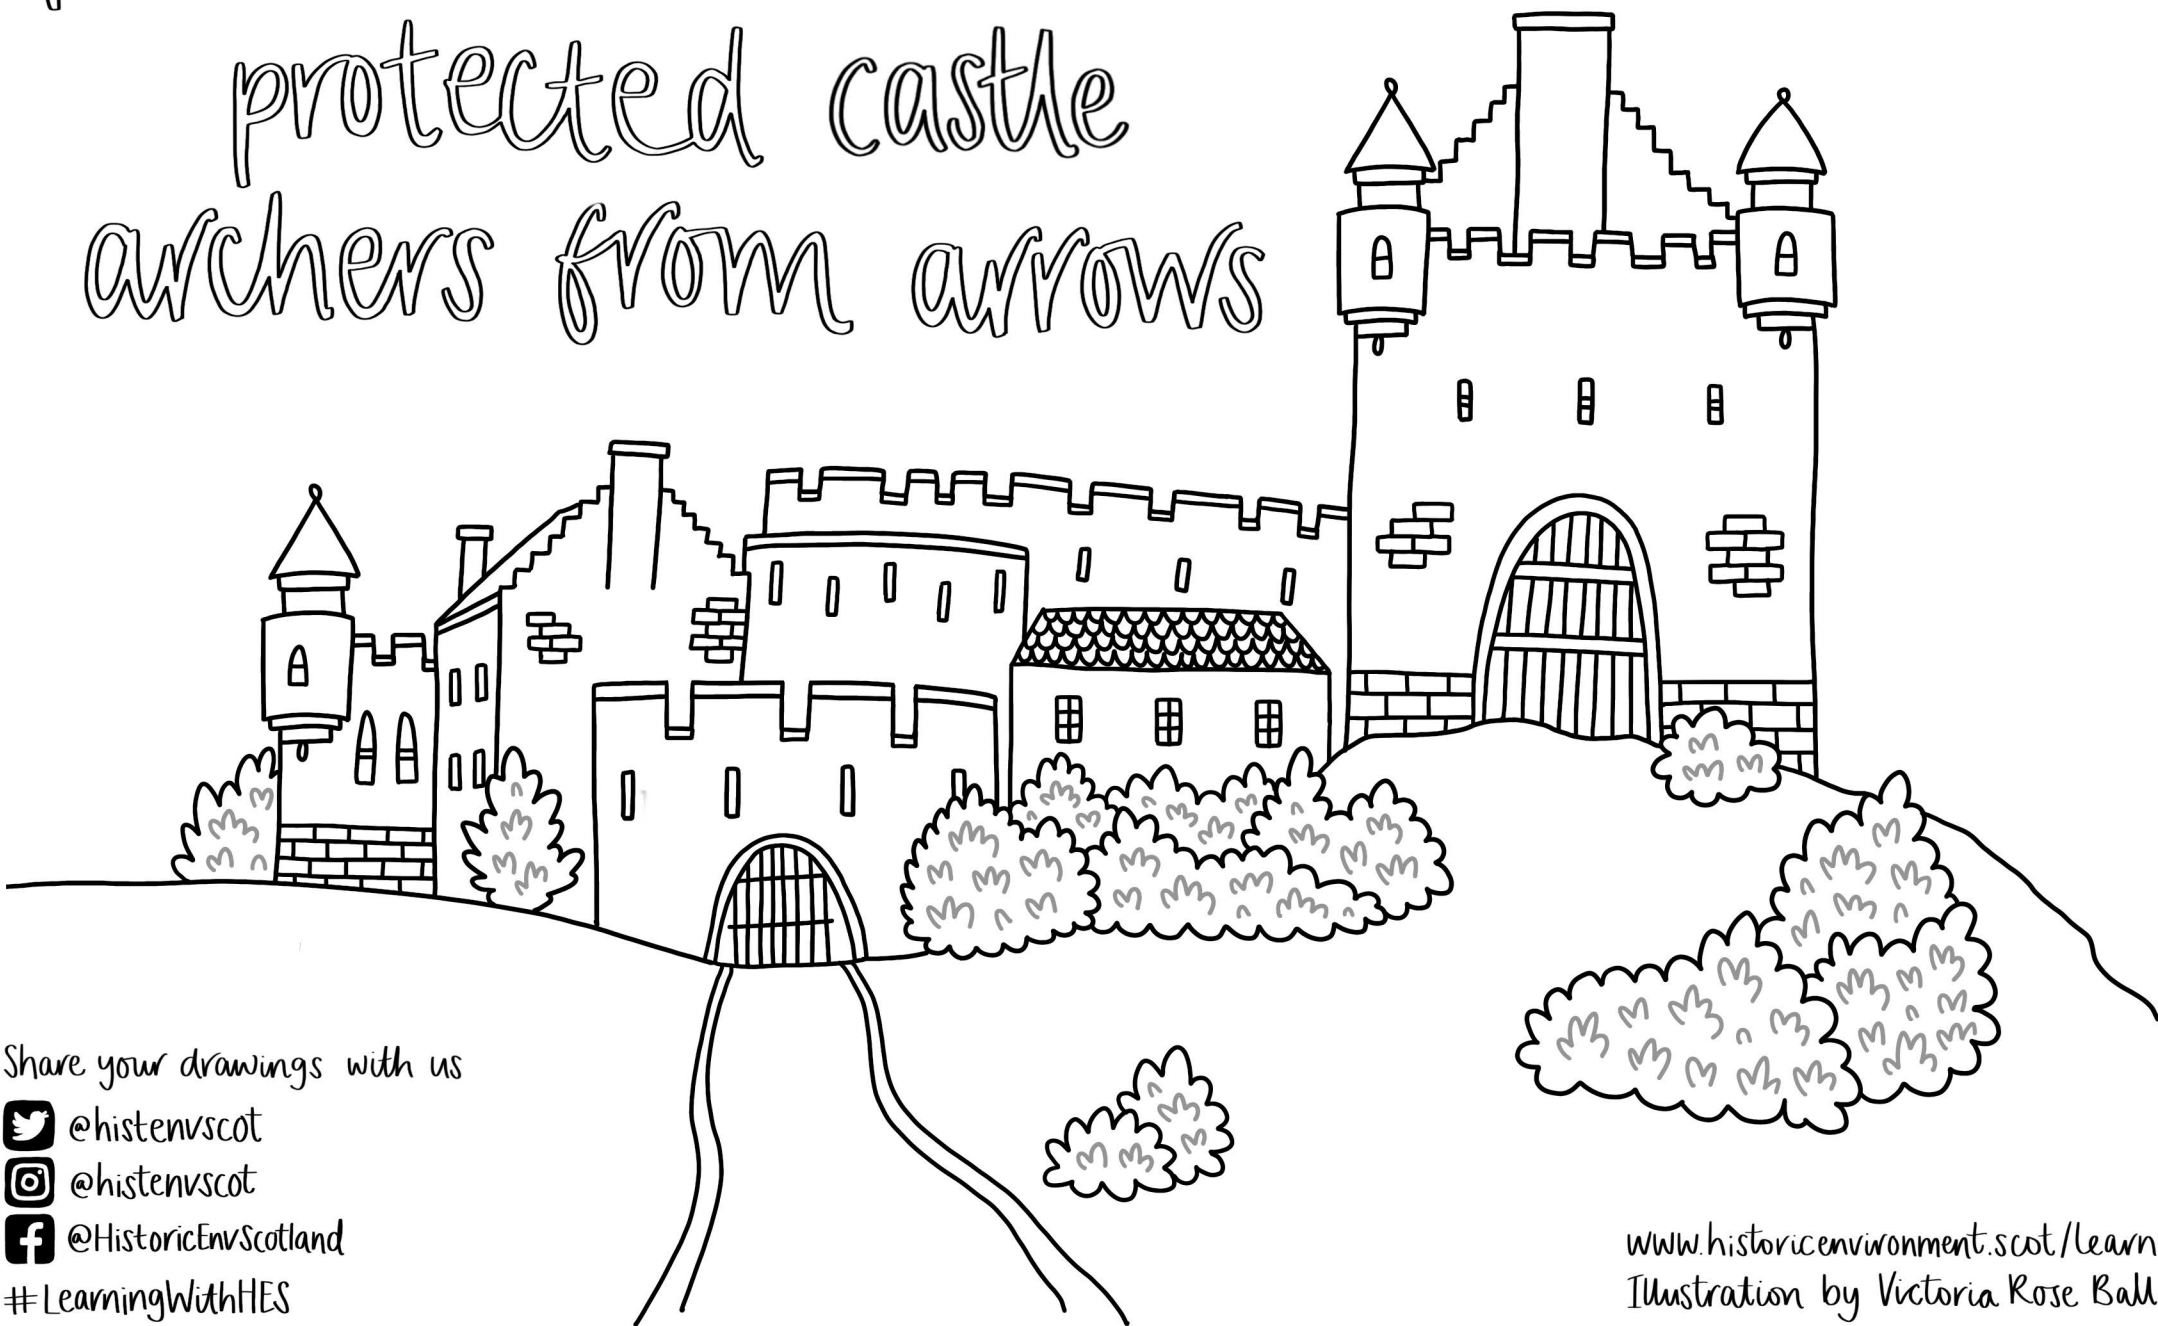 protected castle
archers from arrows
Share your drawings with us
@histenvscot
@histenvscot
@HistoricEnvScotland
#LearningWithHES
www.historicenvironment.scot/learn
Illustration by Victoria Rose Ball